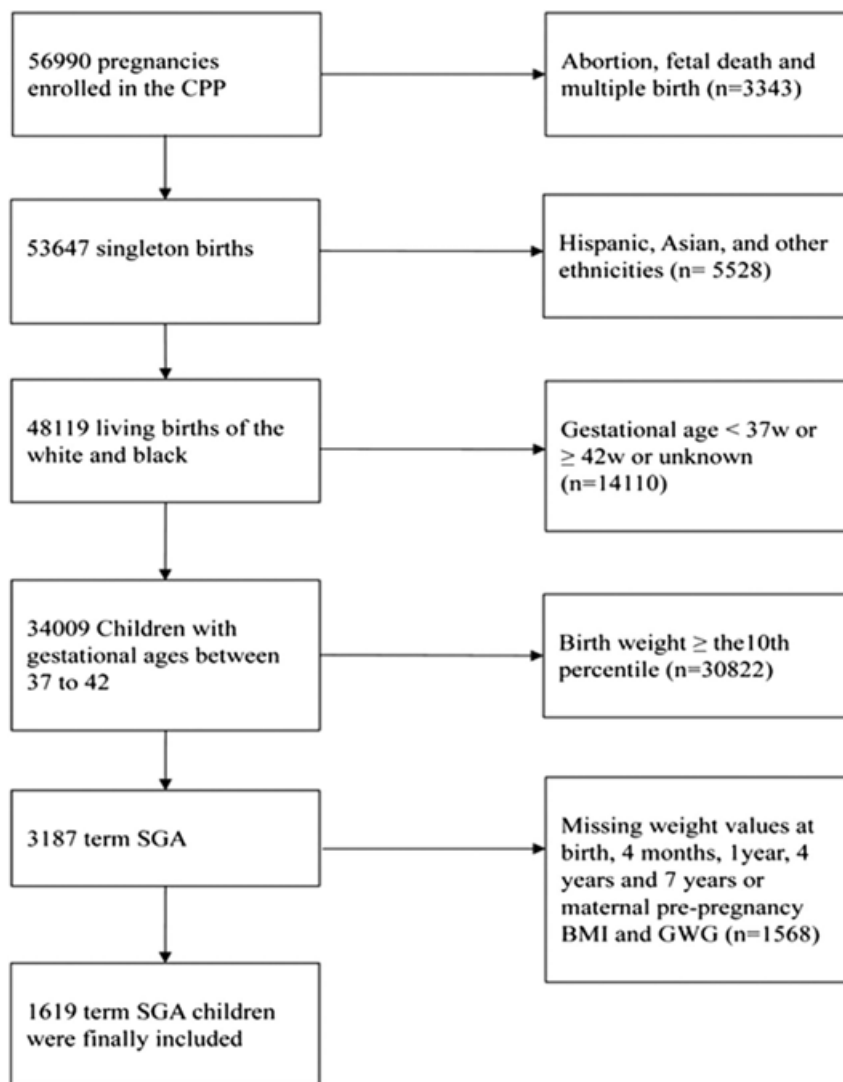 56990 pregnancies
enrolled in the CPP
Abortion, fetal death and
multiple birth (n=3343)
53647 singleton births
Hispanic, Asian, and other
ethnicities (n= 5528)
48119 living births of the
white and black
Gestational age < 37w or
≥ 42w or unknown
(n=14110)
34009 Children with
gestational ages between
37 to 42
Birth weight ≥ the10th
percentile (n=30822)
3187 term SGA
Missing weight values at
birth, 4 months, 1year, 4
years and 7 years or
maternal pre-pregnancy
BMI and GWG (n=1568)
1619 term SGA children
were finally included